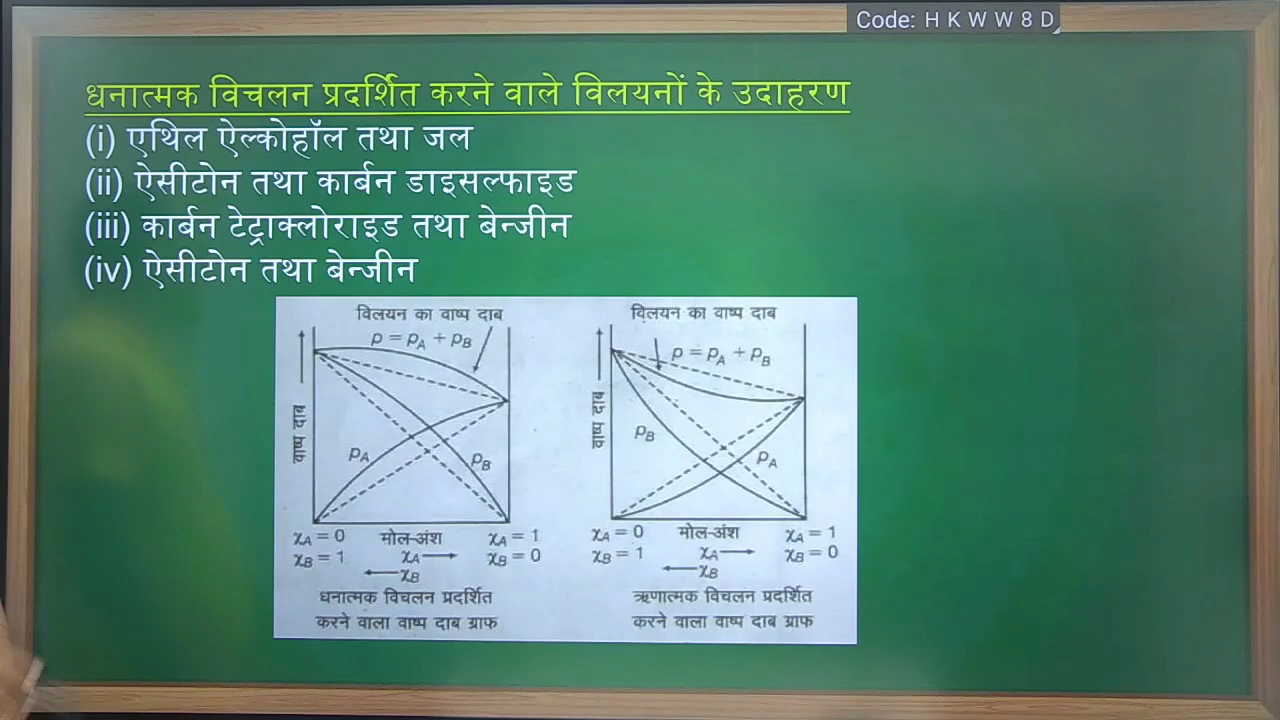 Code: H K W W 8 D
धनात्मक विचलन प्रदर्शित करने वाले विलयनों के उदाहरण
(i) एथिल ऐल्कोहॉल तथा जल
(ii) ऐसीटोन तथा कार्बन डाइसल्फाइड
(iii) कार्बन टेट्राक्लोराइड तथा बेन्जीन
(iv) ऐसीटोन तथा बेन्जीन
विलयन का वाष्प दाब
p = pA + pB
वाष्प दाब
pA
pB
χA = 0 मोल-अंश χA = 1
χB = 1 χA χB = 0
χB
धनात्मक विचलन प्रदर्शित
करने वाला वाष्प दाब ग्राफ
विलयन का वाष्प दाब
p = pA + pB
वाष्प दाब
pB
pA
χA = 0 मोल-अंश χA = 1
χB = 1 χA χB = 0
χB
ऋणात्मक विचलन प्रदर्शित
करने वाला वाष्प दाब ग्राफ